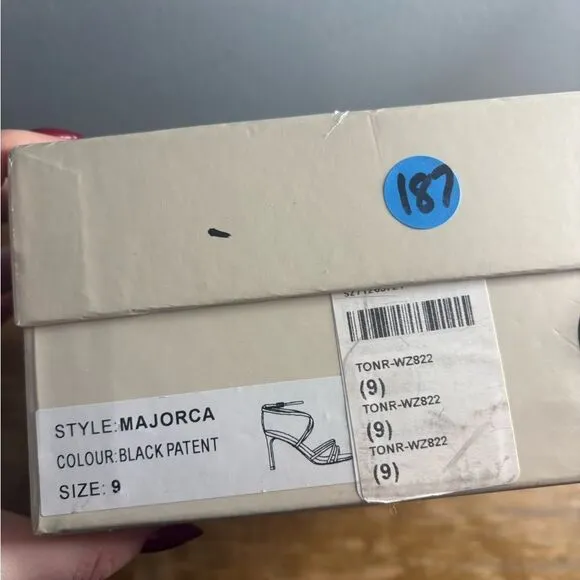 187
TONR-WZ822
(9)
TONR-WZ822
(9)
TONR-WZ822
(9)
STYLE:MAJORCA
COLOUR:BLACK PATENT
SIZE: 9